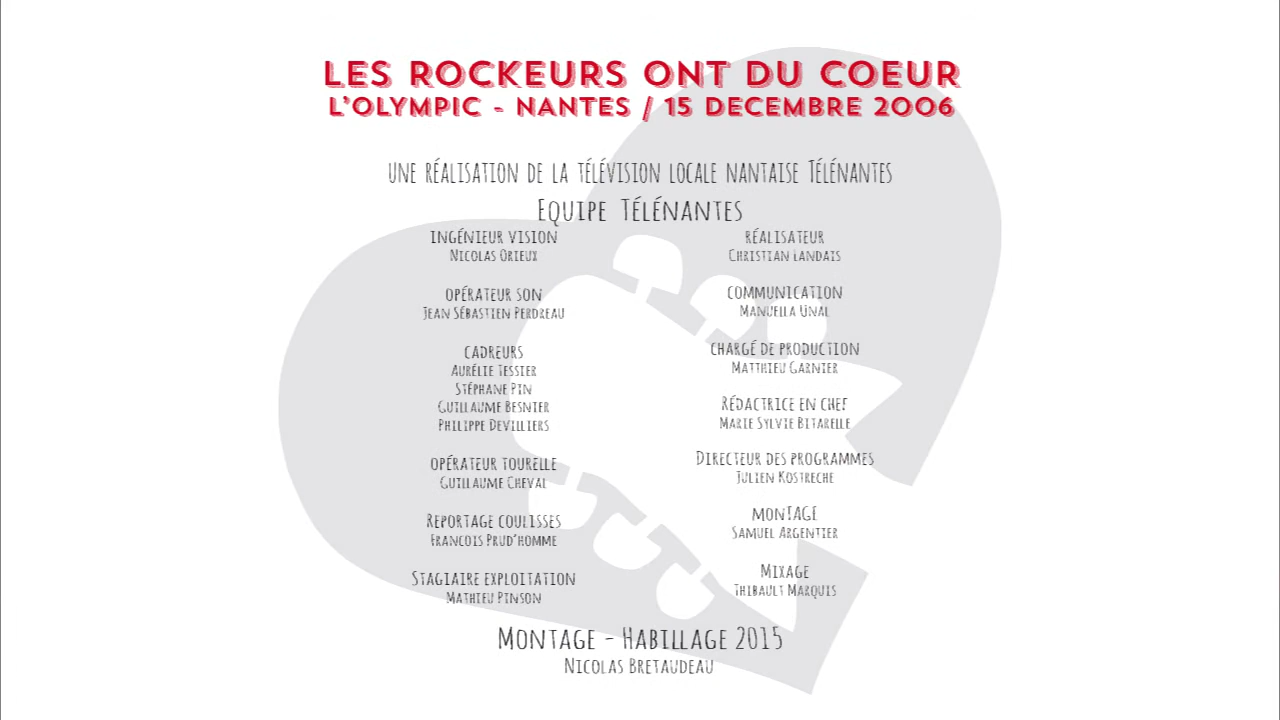 LES ROCKEURS ONT DU COEUR
L'OLYMPIC - NANTES / 15 DECEMBRE 2006
UNE RÉALISATION DE LA TÉLÉVISION LOCALE NANTAISE TÉLÉNANTES
EQUIPE TÉLÉNANTES
INGÉNIEUR VISION
NICOLAS ORIEUX
OPÉRATEUR SON
JEAN SÉBASTIEN PERDREAU
CADREURS
AURÉLIE TESSIER
STÉPHANE PIN
GUILLAUME BESNIER
PHILIPPE DEVILLIERS
OPÉRATEUR TOURELLE
GUILLAUME CHEVAL
REPORTAGE COULISSES
FRANCOIS PRUD'HOMME
STAGIAIRE EXPLOITATION
MATHIEU PINSON
RÉALISATEUR
CHRISTIAN LANDAIS
COMMUNICATION
MANUELLA UNAL
CHARGÉ DE PRODUCTION
MATTHIEU GARNIER
RÉDACTRICE EN CHEF
MARIE SYLVIE BITARELLE
DIRECTEUR DES PROGRAMMES
JULIEN KOSTRECHE
MONTAGE
SAMUEL ARGENTIER
MIXAGE
THIBAULT MARQUIS
MONTAGE - HABILLAGE 2015
NICOLAS BRETAUDEAU